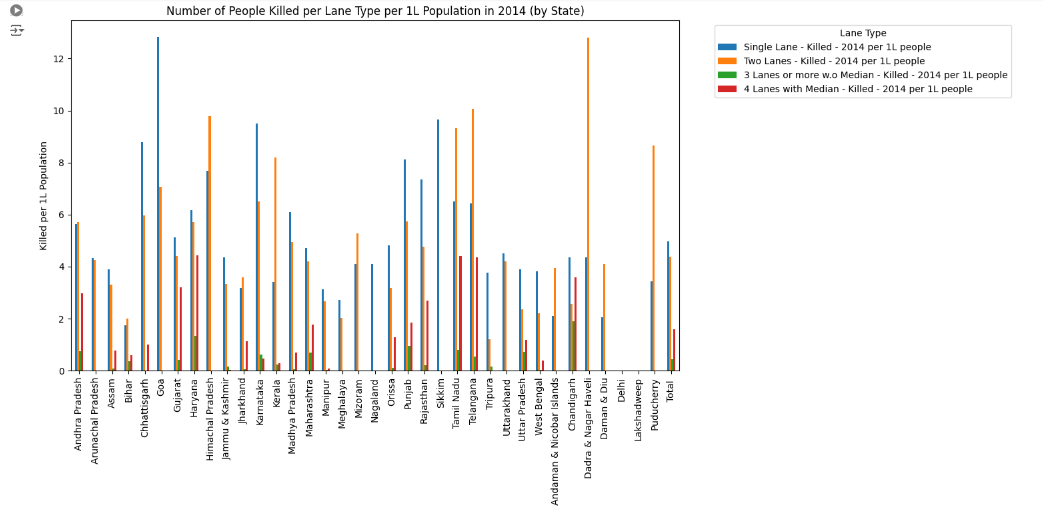 Number of People Killed per Lane Type per 1L Population in 2014 (by State)
Lane Type
Single Lane - Killed - 2014 per 1L people
Two Lanes - Killed - 2014 per 1L people
3 Lanes or more w.o Median - Killed - 2014 per 1L people
4 Lanes with Median - Killed - 2014 per 1L people
Killed per 1L Population
12
10
8
6
4
2
0
Andhra Pradesh
Arunachal Pradesh
Assam
Bihar
Chhattisgarh
Goa
Gujarat
Haryana
Himachal Pradesh
Jammu & Kashmir
Jharkhand
Karnataka
Kerala
Madhya Pradesh
Maharashtra
Manipur
Meghalaya
Mizoram
Nagaland
Orissa
Punjab
Rajasthan
Sikkim
Tamil Nadu
Telangana
Tripura
Uttarakhand
Uttar Pradesh
West Bengal
Andaman & Nicobar Islands
Chandigarh
Dadra & Nagar Haveli
Daman & Diu
Delhi
Lakshadweep
Puducherry
Total